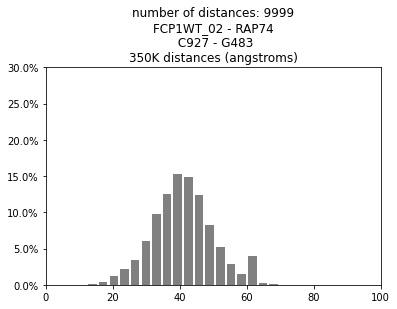 number of distances: 9999
FCP1WT_02 - RAP74
C927 - G483
350K distances (angstroms)
30.0%
25.0%
20.0%
15.0%
10.0%
5.0%
0.0%
0 20 40 60 80 100